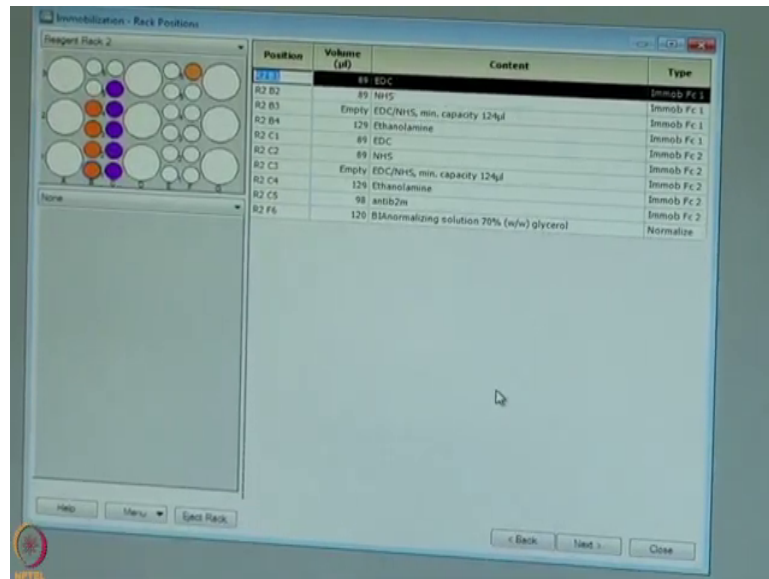 Immobilization - Rack Positions
Reagent Rack 2
Position Volume (µl) Content Type
R2 B1 89 EDC Immob Fc 1
R2 B2 89 NHS Immob Fc 1
R2 B3 Empty EDC/NHS, min. capacity 124µl Immob Fc 1
R2 B4 129 Ethanolamine Immob Fc 1
R2 C1 89 EDC Immob Fc 2
R2 C2 89 NHS Immob Fc 2
R2 C3 Empty EDC/NHS, min. capacity 124µl Immob Fc 2
R2 C4 129 Ethanolamine Immob Fc 2
R2 C5 98 antib2m Immob Fc 2
R2 F6 120 BIAnormalizing solution 70% (w/w) glycerol Normalize
A B C D E F G
None
Help Menu Eject Rack
< Back Next > Close
NPTEL